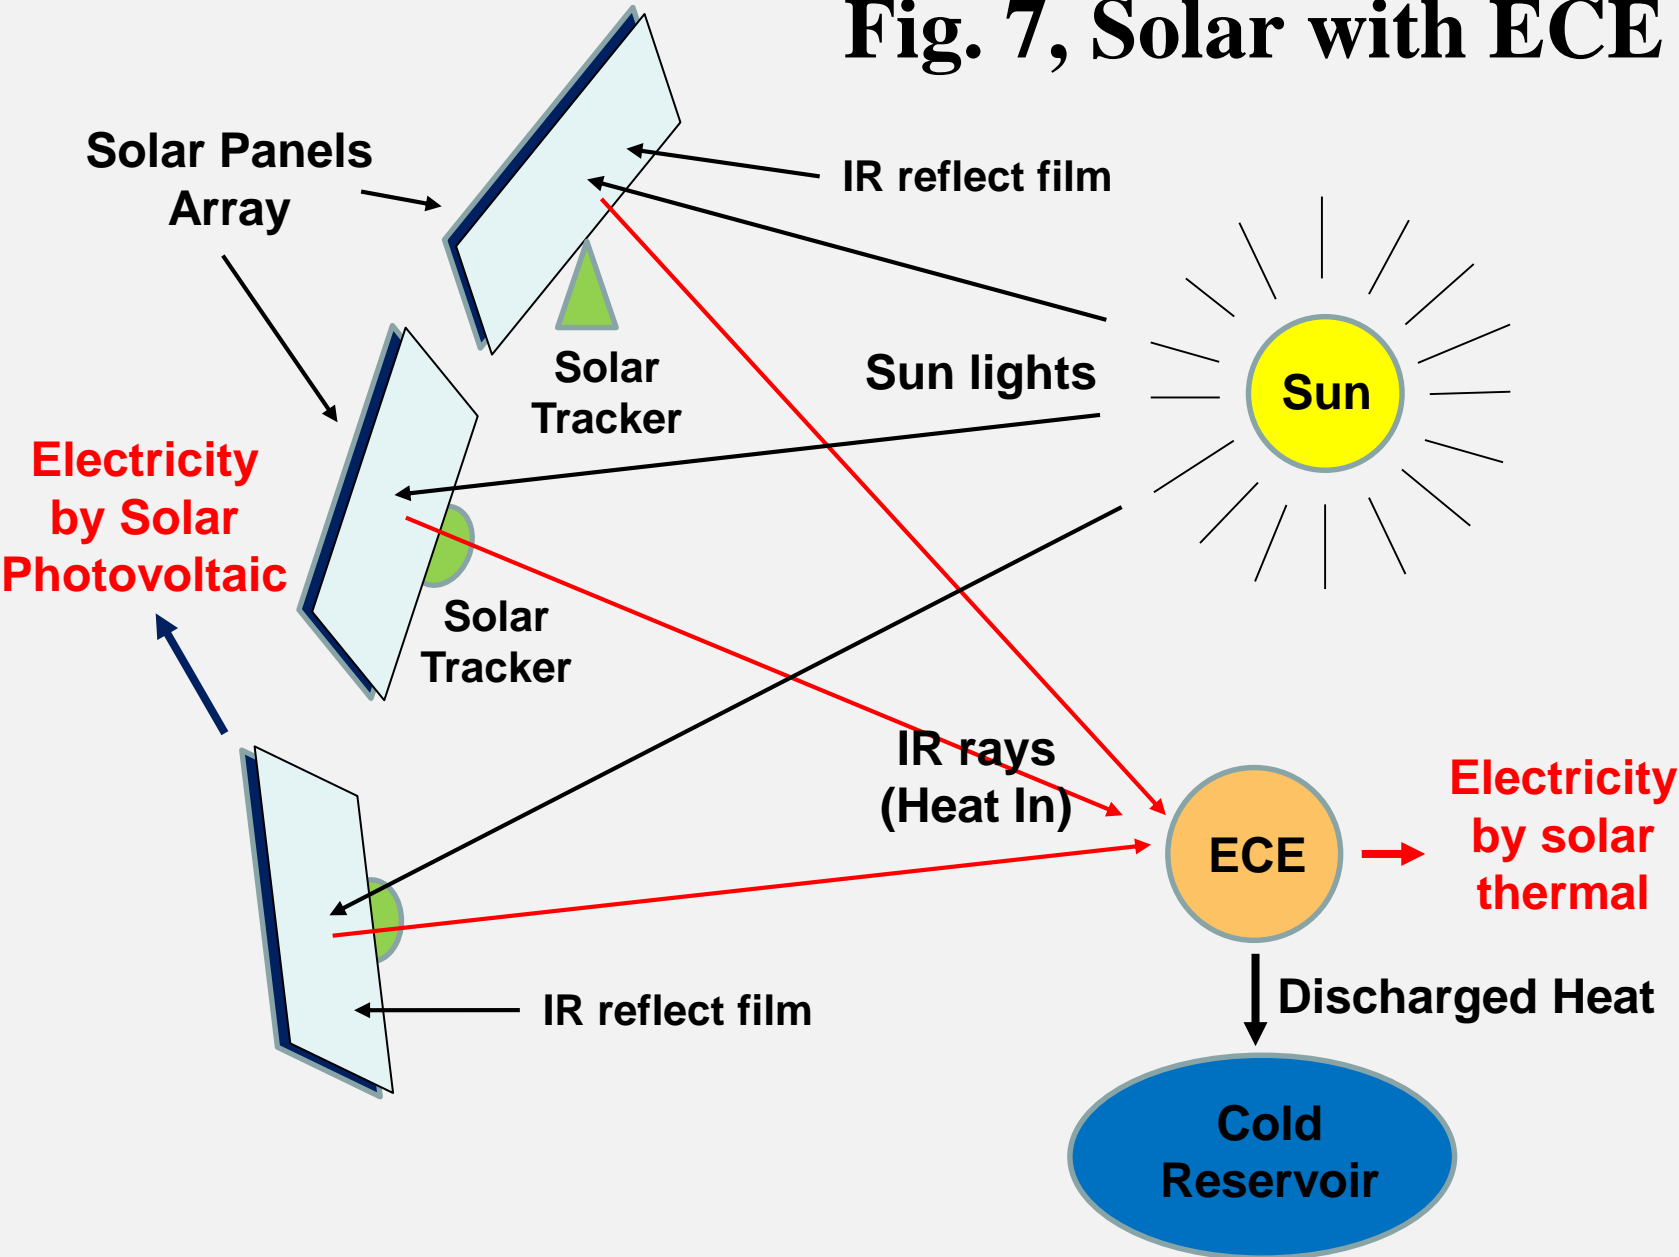 Fig. 7, Solar with ECE
Solar Panels
Array
IR reflect film
Solar
Tracker
Sun lights
Sun
Electricity
by Solar
Photovoltaic
Solar
Tracker
IR rays
(Heat In)
ECE
Electricity
by solar
thermal
IR reflect film
Discharged Heat
Cold
Reservoir